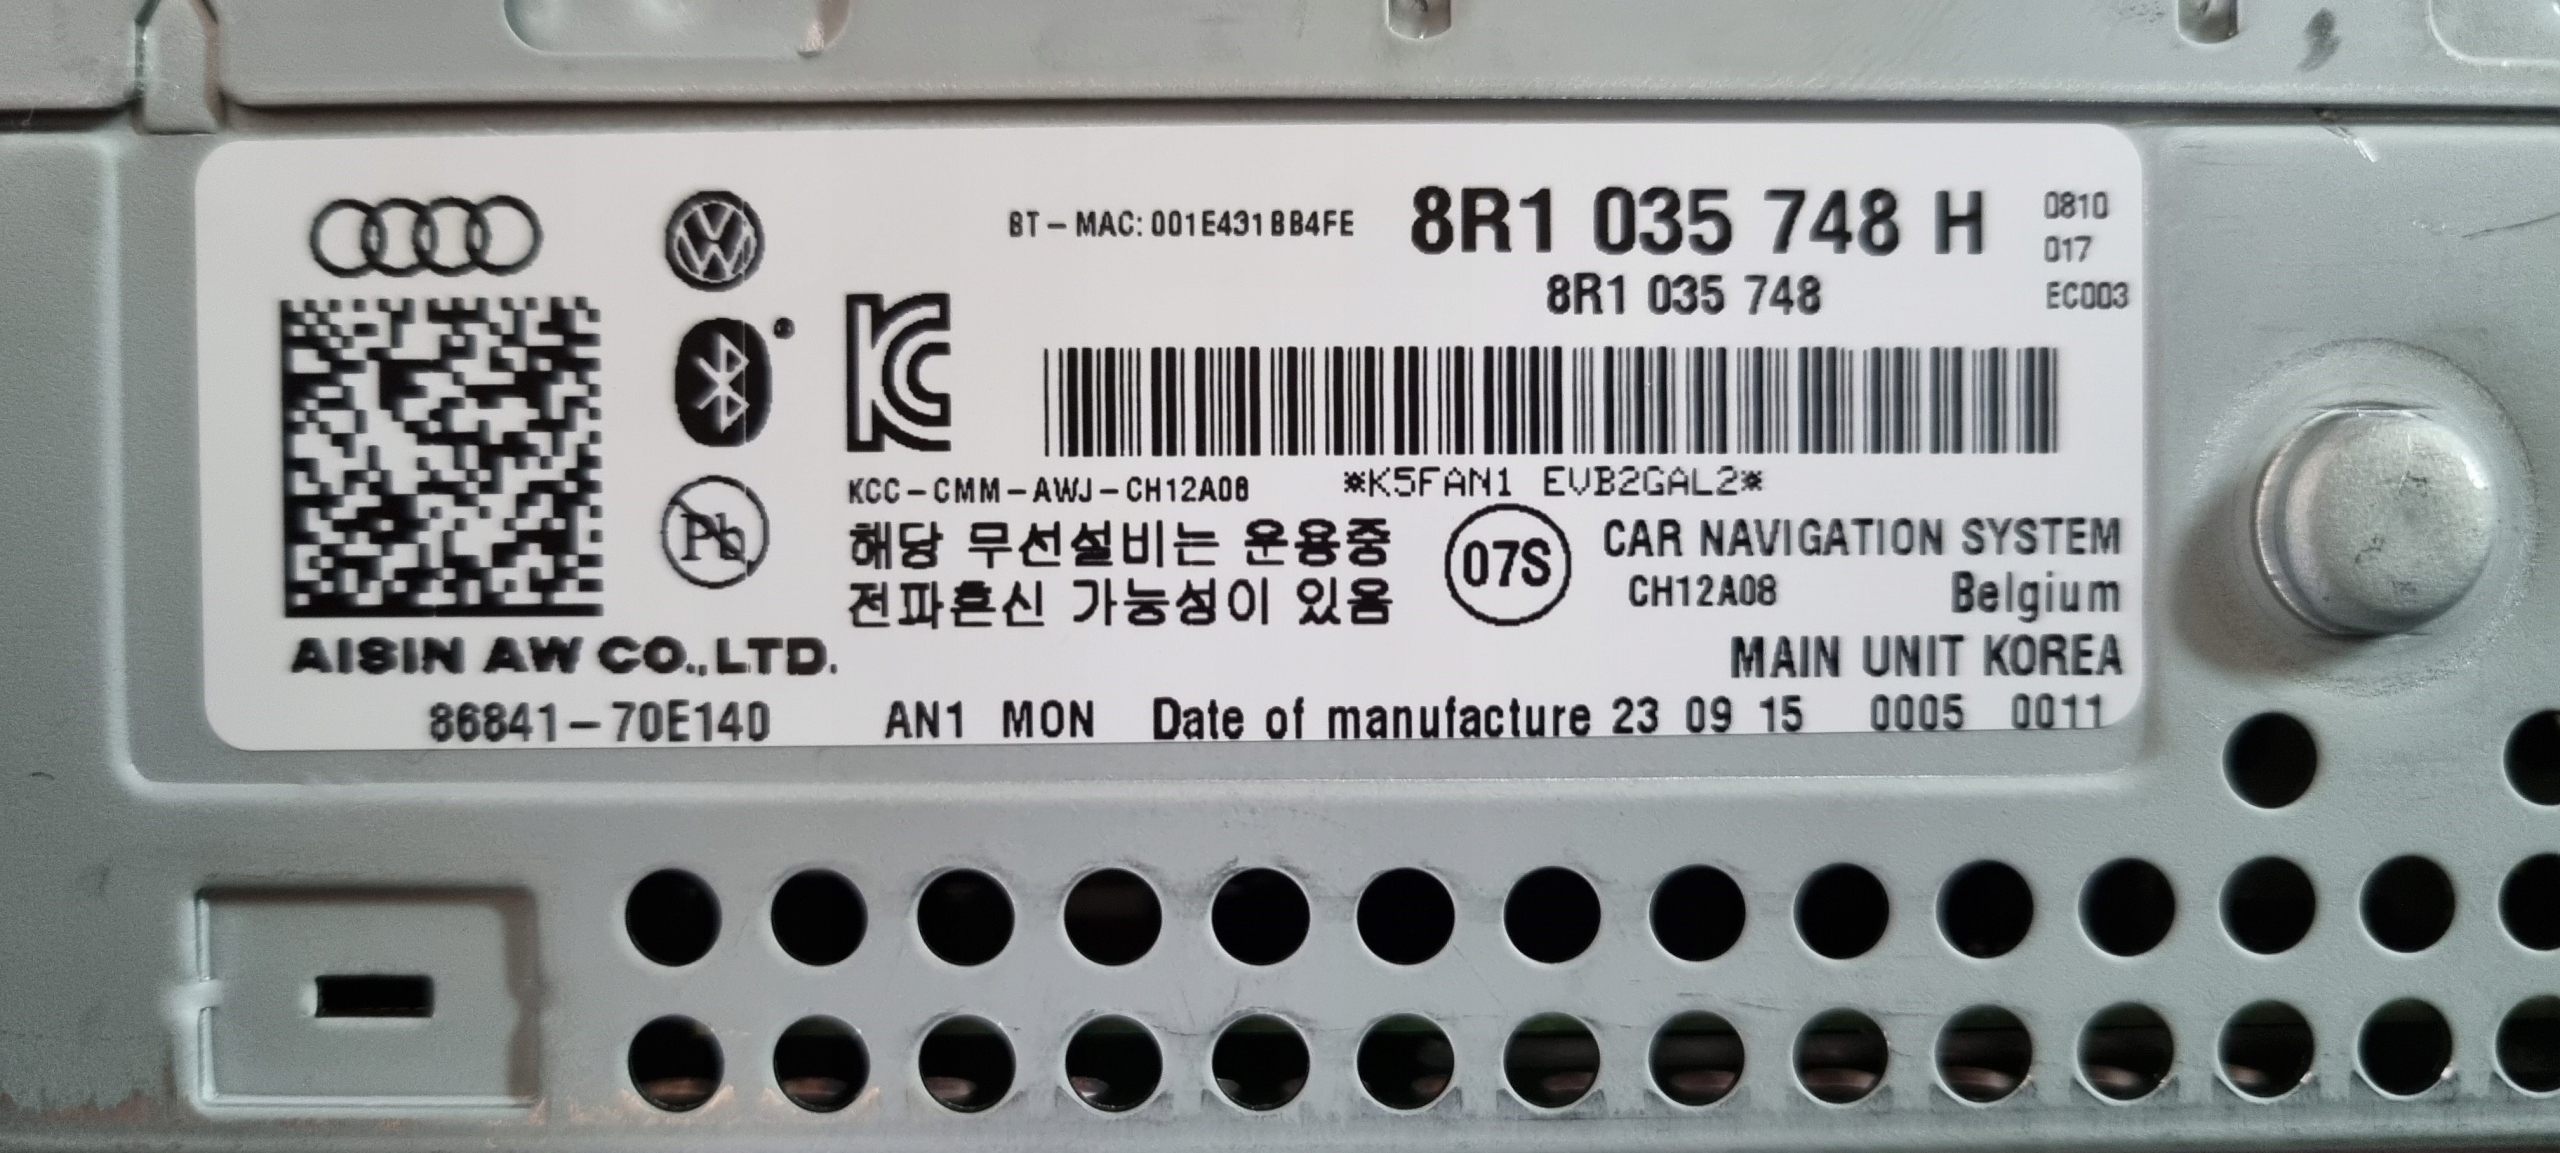 BT-MAC:001E431BB4FE
8R1 035 748 H
0810
017
8R1 035 748
EC003
KCC-CMM-AWJ-CH12A08
*K5FAN1 EVB2GAL2*
해당 무선설비는 운용중
전파혼신 가능성이 있음
07S
CAR NAVIGATION SYSTEM
CH12A08
Belgium
Pb
AISIN AW CO.,LTD.
MAIN UNIT KOREA
86841-70E140
AN1 MON Date of manufacture 23 09 15 0005 0011